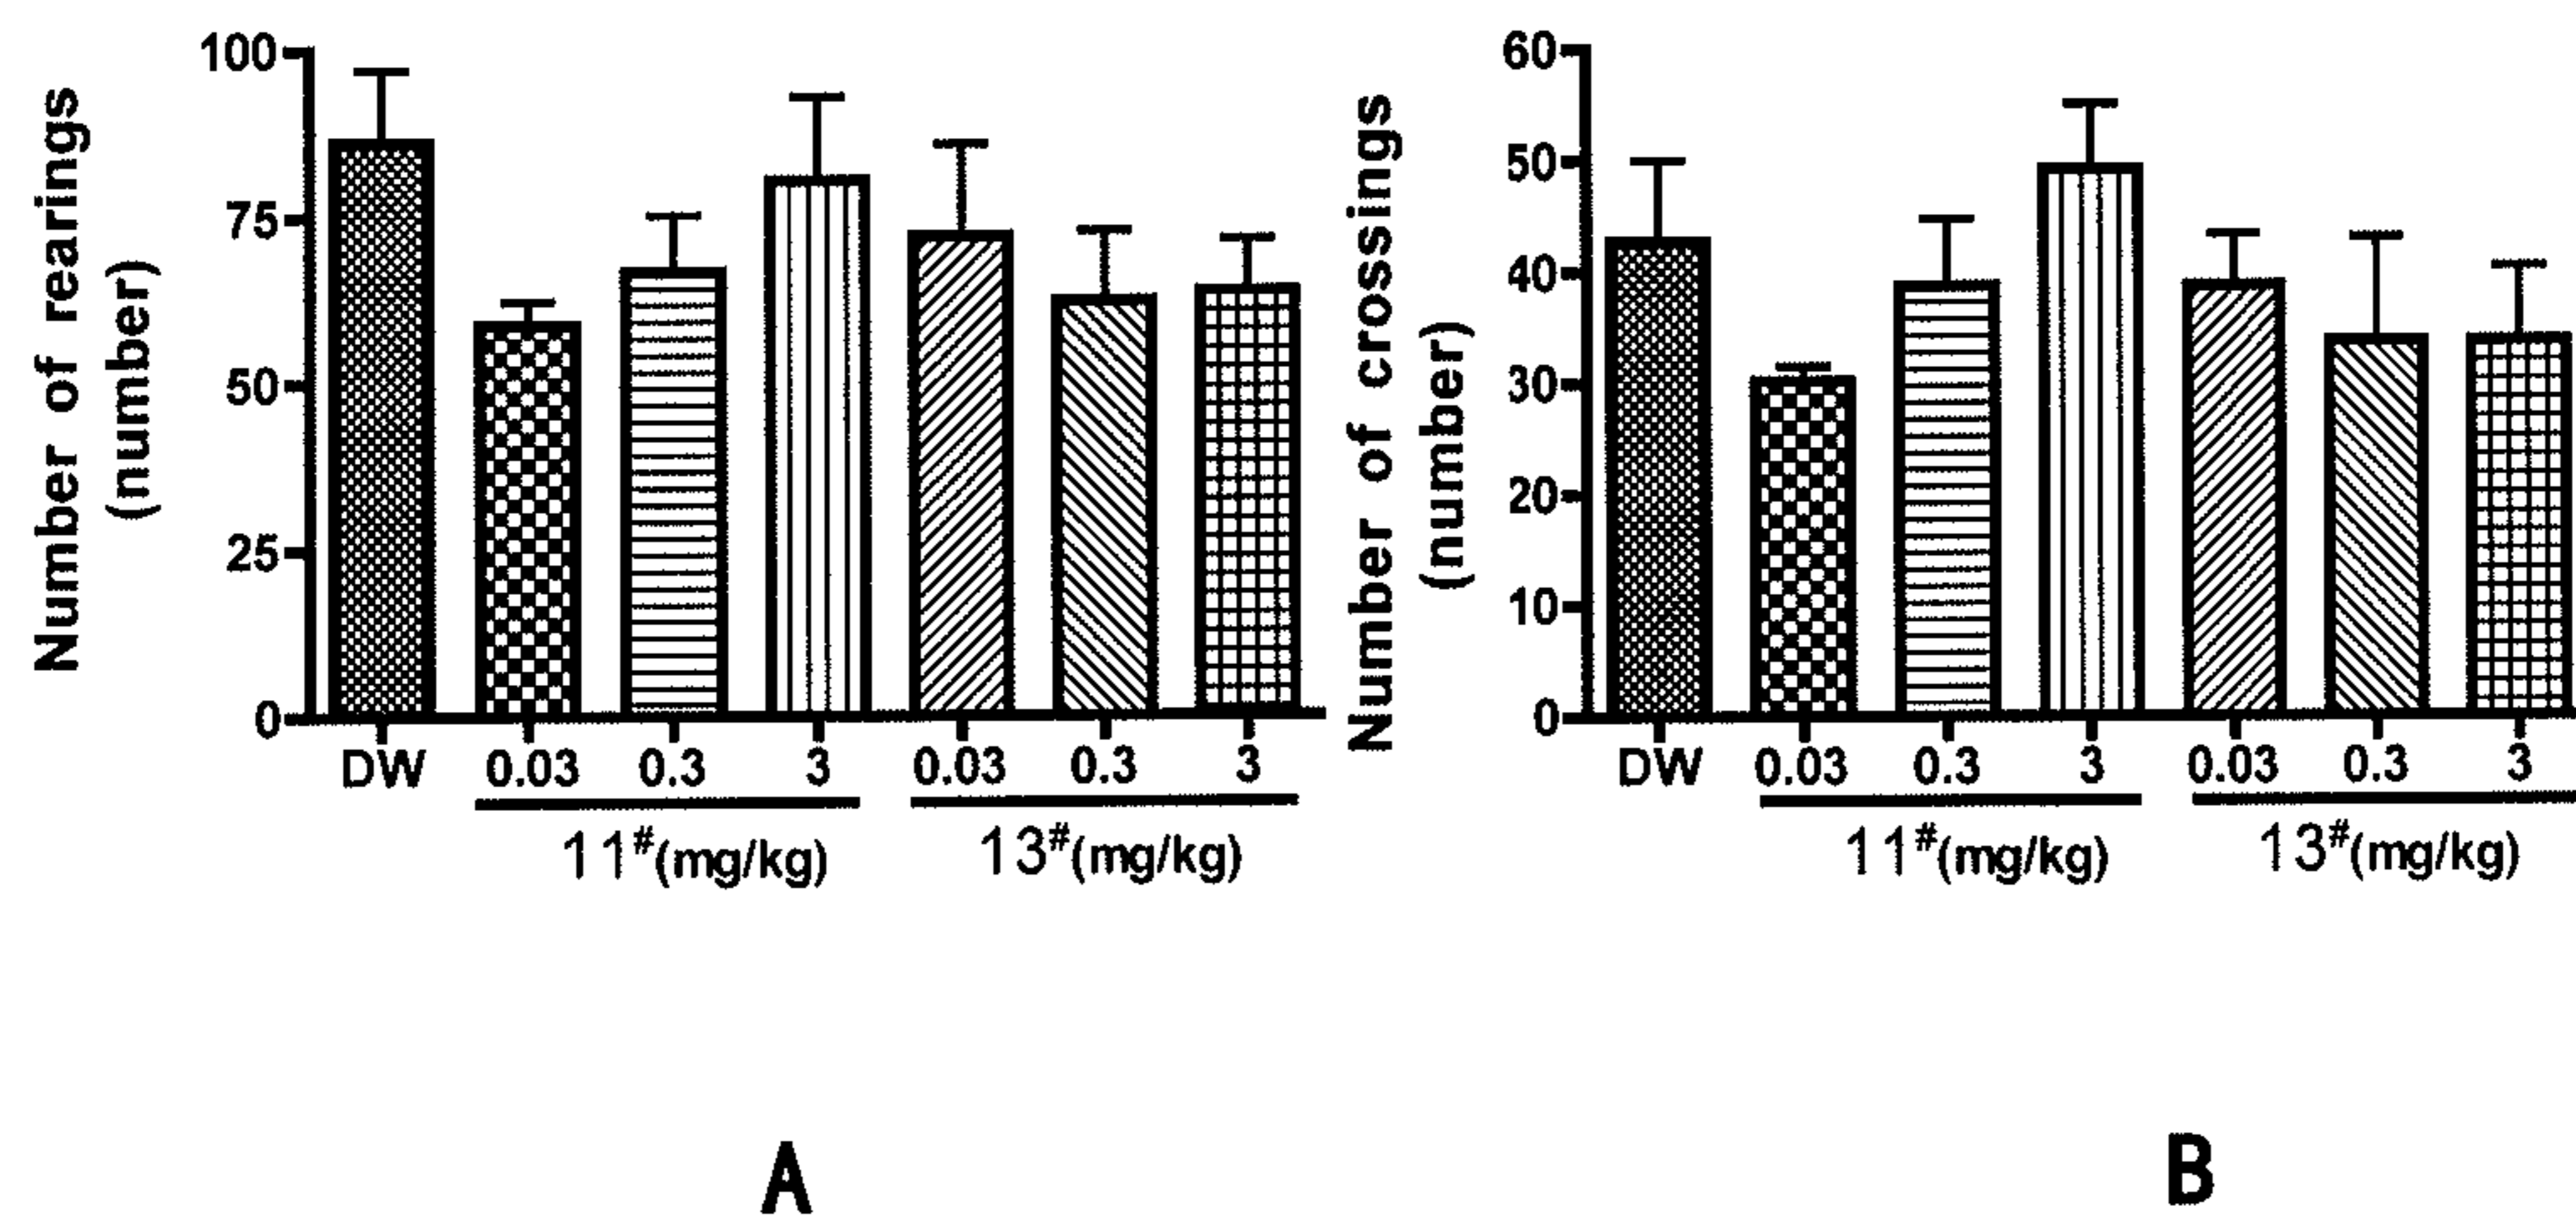 Number of rearings
(number)
100
75
50
25
0
DW 0.03 0.3 3 0.03 0.3 3
11#(mg/kg) 13#(mg/kg)
A
Number of crossings
(number)
60
50
40
30
20
10
0
DW 0.03 0.3 3 0.03 0.3 3
11#(mg/kg) 13#(mg/kg)
B